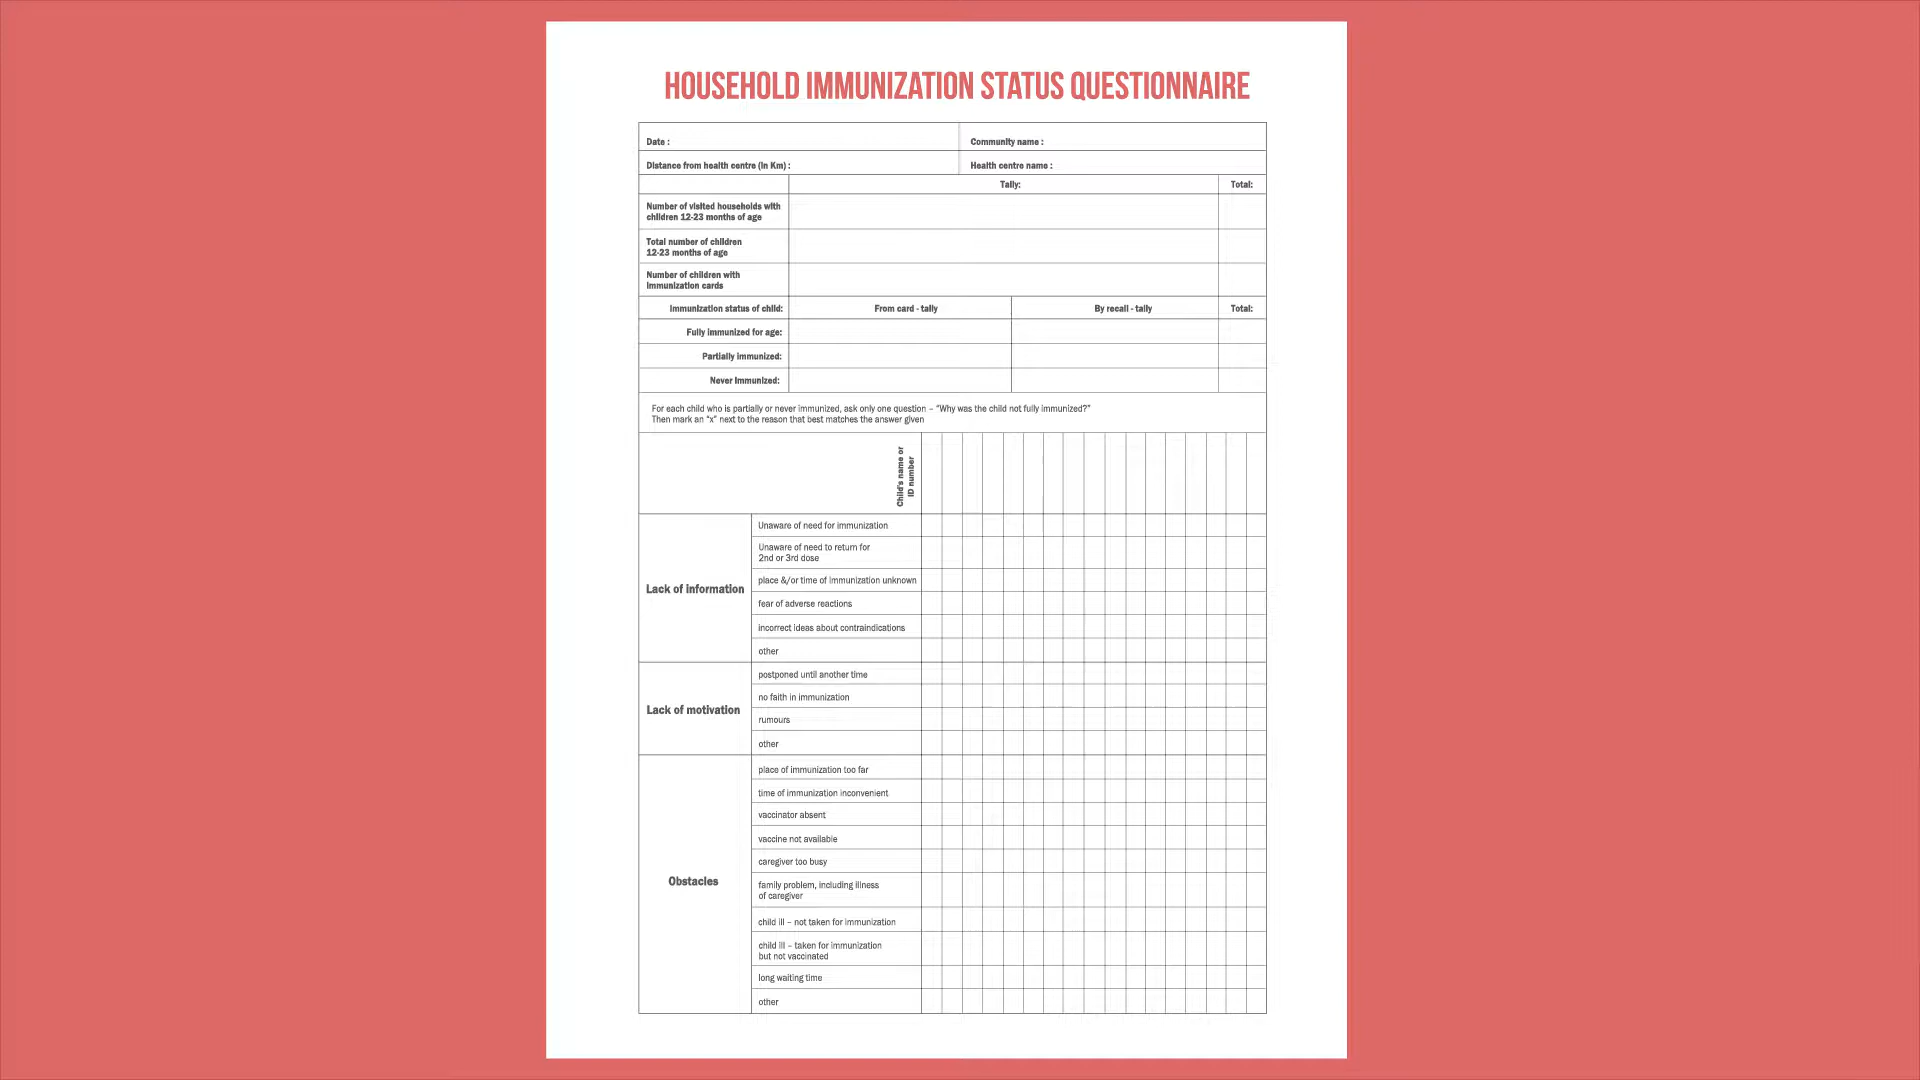 HOUSEHOLD IMMUNIZATION STATUS QUESTIONNAIRE
Date :
Community name :
Distance from health centre (in Km) :
Health centre name :
Tally:
Total:
Number of visited households with
children 12-23 months of age
Total number of children
12-23 months of age
Number of children with
immunization cards
Immunization status of child:
From card - tally
By recall - tally
Total:
Fully immunized for age:
Partially immunized:
Never Immunized:
For each child who is partially or never immunized, ask only one question – “Why was the child not fully immunized?”
Then mark an “x” next to the reason that best matches the answer given
Child's name or
ID number
Lack of information
Unaware of need for immunization
Unaware of need to return for
2nd or 3rd dose
place &/or time of immunization unknown
fear of adverse reactions
incorrect ideas about contraindications
other
Lack of motivation
postponed until another time
no faith in immunization
rumours
other
Obstacles
place of immunization too far
time of immunization inconvenient
vaccinator absent
vaccine not available
caregiver too busy
family problem, including illness
of caregiver
child ill – not taken for immunization
child ill – taken for immunization
but not vaccinated
long waiting time
other